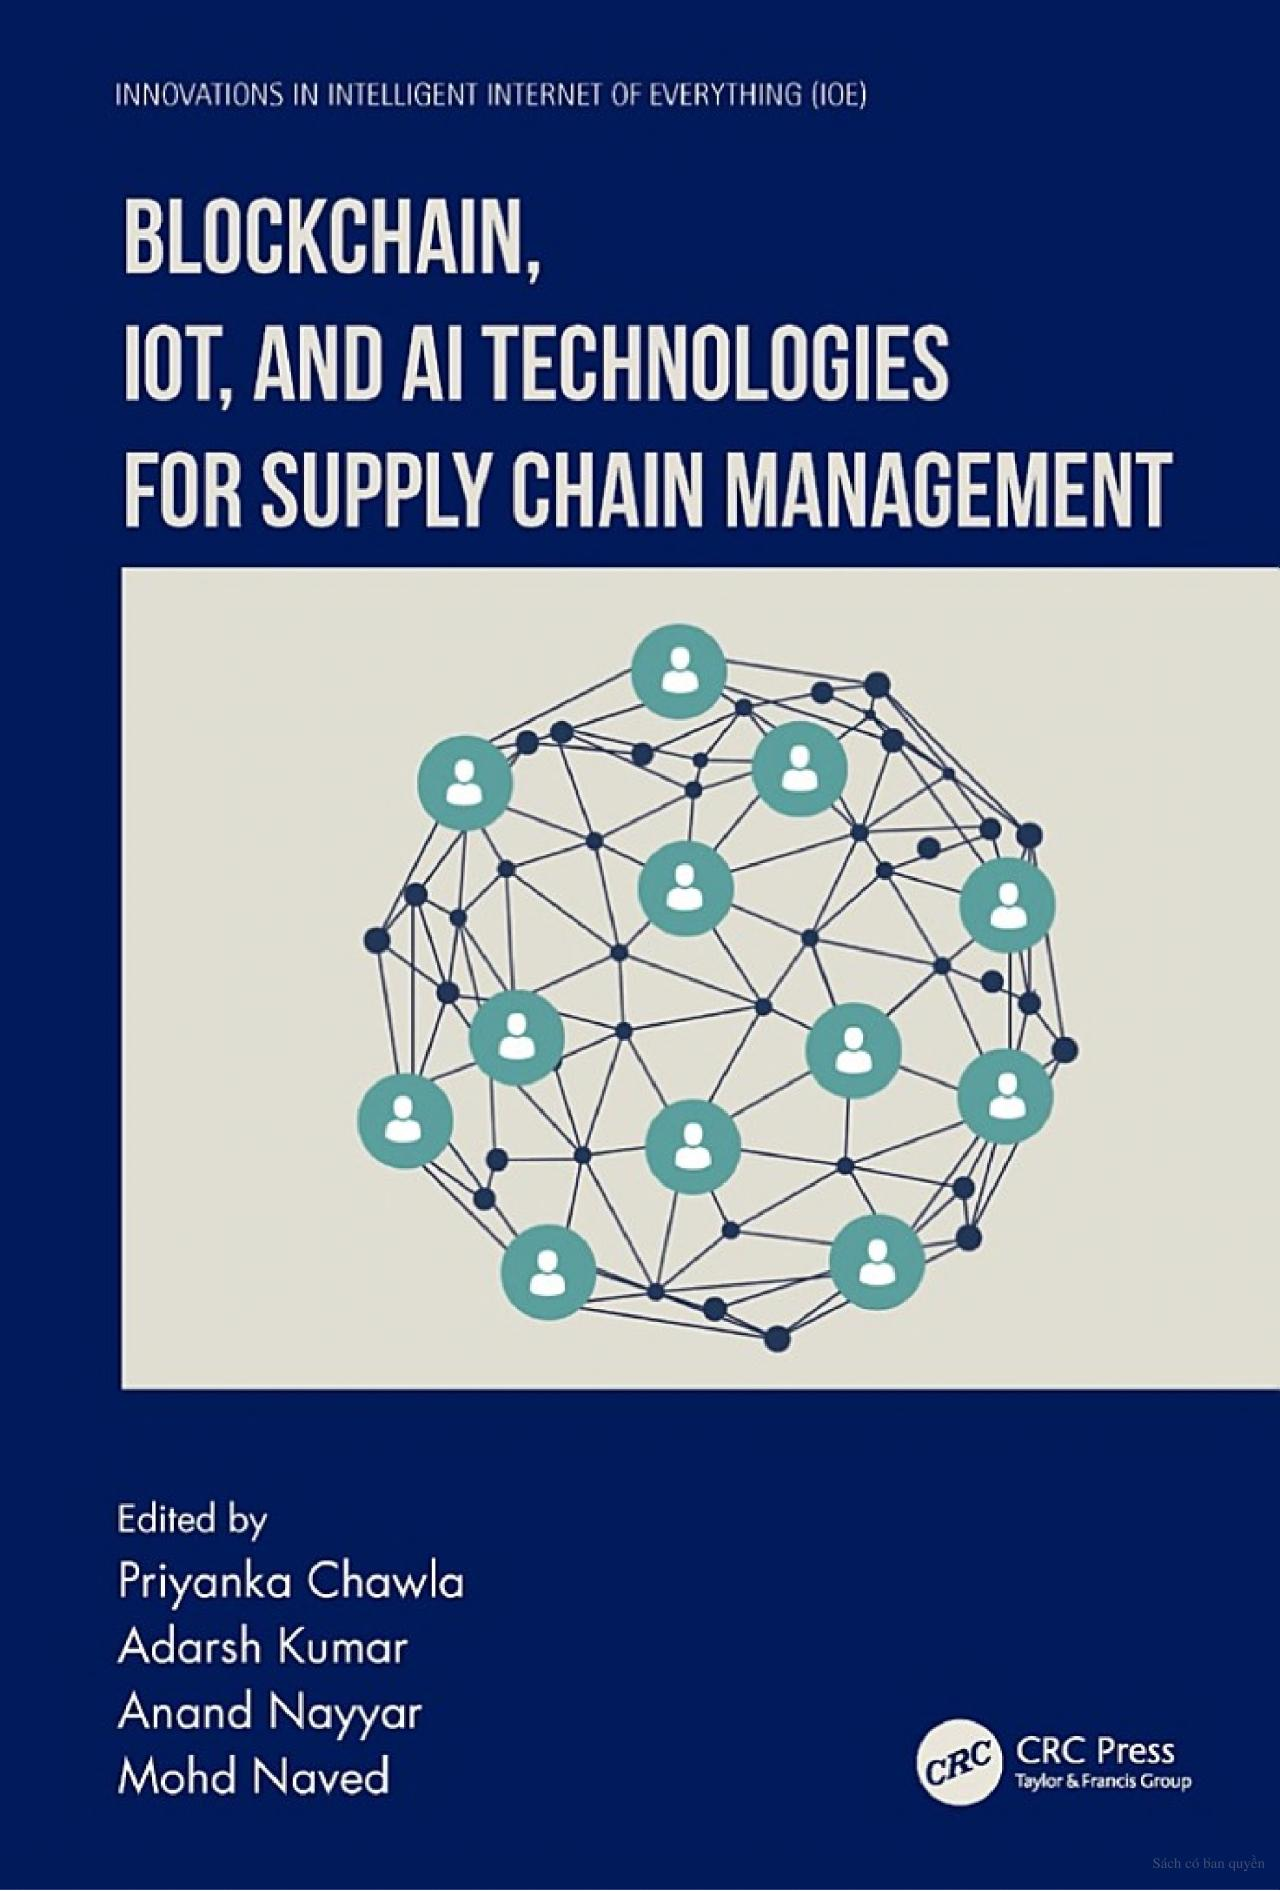 INNOVATIONS IN INTELLIGENT INTERNET OF EVERYTHING (IOE)
BLOCKCHAIN,
IOT, AND AI TECHNOLOGIES
FOR SUPPLY CHAIN MANAGEMENT
Edited by
Priyanka Chawla
Adarsh Kumar
Anand Nayyar
Mohd Naved
CRC
CRC Press
Taylor & Francis Group
Sách có bản quyền